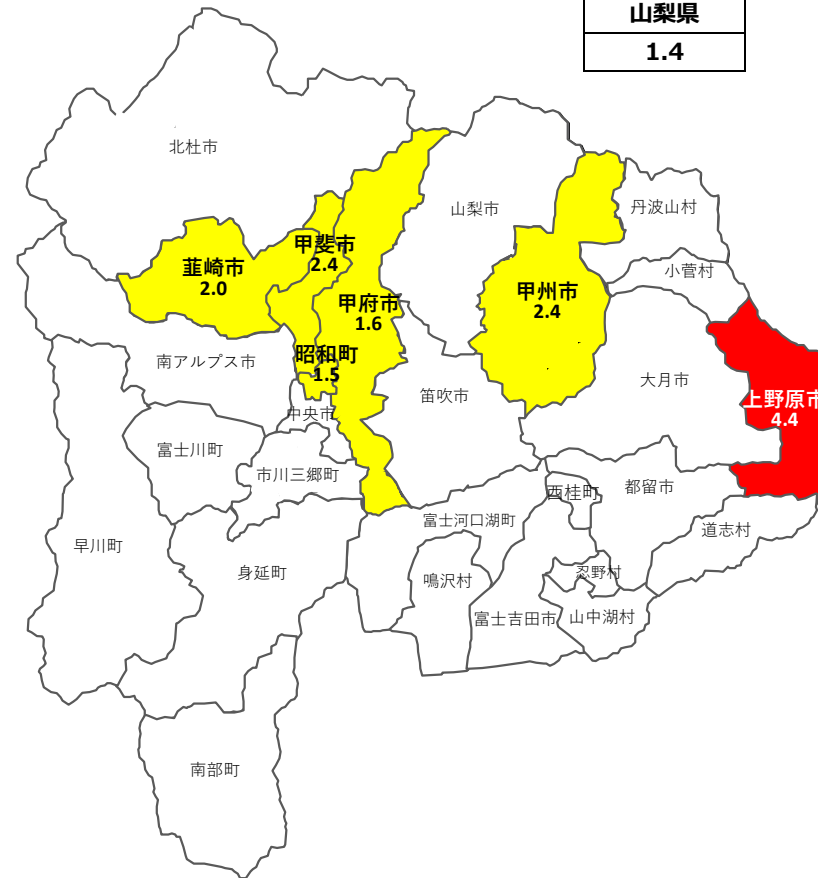 山梨県
1.4
北杜市
山梨市
丹波山村
甲斐市
2.4
韮崎市
2.0
小菅村
甲府市
1.6
甲州市
2.4
昭和町
1.5
南アルプス市
大月市
笛吹市
上野原市
4.4
中央市
富士川町
市川三郷町
西桂町
都留市
富士河口湖町
道志村
早川町
身延町
鳴沢村
忍野村
富士吉田市
山中湖村
南部町